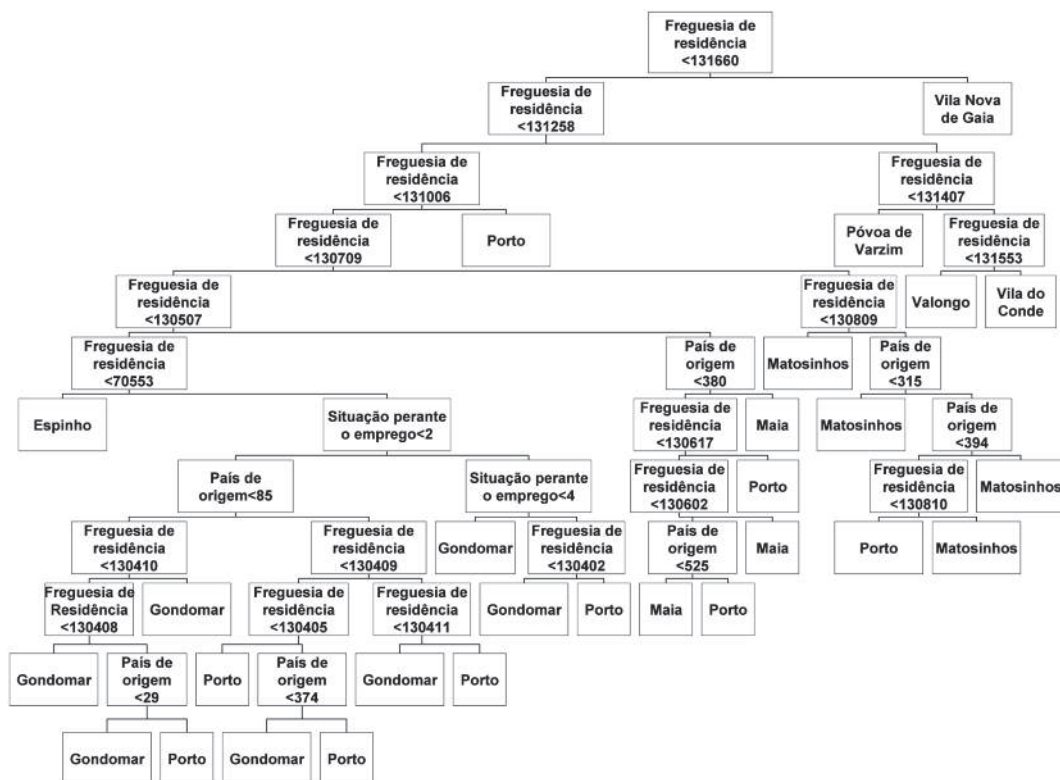 Freguesia de
residência
<131660
Freguesia de
residência
<131258
Vila Nova
de Gaia
Freguesia de
residência
<131006
Freguesia de
residência
<131407
Freguesia de
residência
<130709
Porto
Póvoa de
Varzim
Freguesia de
residência
<131553
Freguesia de
residência
<130507
Freguesia de
residência
<130809
Valongo
Vila do
Conde
Freguesia de
residência
<70553
País de
origem
<380
Matosinhos
País de
origem
<315
Espinho
Situação perante
o emprego<2
Freguesia de
residência
<130617
Maia
Matosinhos
País de
origem
<394
País de
origem<85
Situação perante
o emprego<4
Freguesia de
residência
<130602
Porto
Freguesia de
residência
<130810
Matosinhos
Freguesia de
residência
<130410
Freguesia de
residência
<130409
Gondomar
Freguesia de
residência
<130402
País de
origem
<525
Maia
Porto
Matosinhos
Freguesia de
Residência
<130408
Gondomar
Freguesia de
residência
<130405
Freguesia de
residência
<130411
Gondomar
Porto
Maia
Porto
Gondomar
País de
origem
<29
Porto
País de
origem
<374
Gondomar
Porto
Gondomar
Porto
Gondomar
Porto